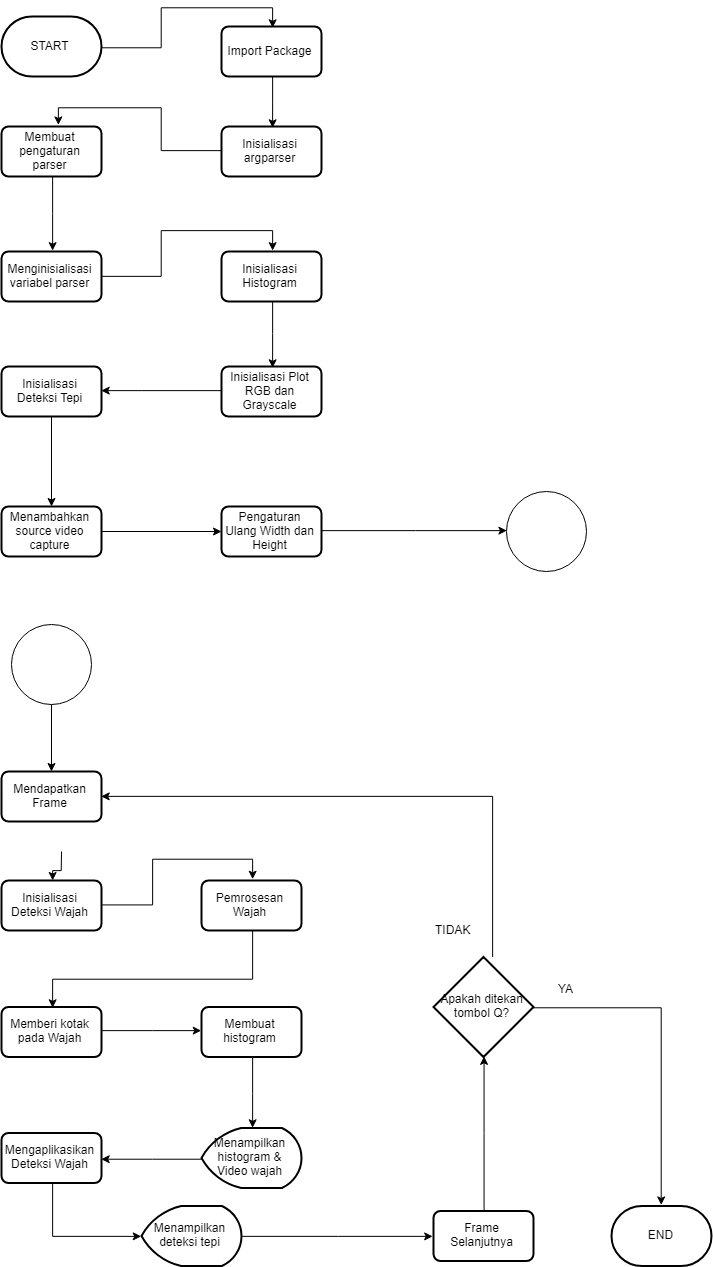 START
Import Package
Membuat
pengaturan
parser
Inisialisasi
argparser
Menginisialisasi
variabel parser
Inisialisasi
Histogram
Inisialisasi
Deteksi Tepi
Inisialisasi Plot
RGB dan
Grayscale
Menambahkan
source video
capture
Pengaturan
Ulang Width dan
Height
Mendapatkan
Frame
Inisialisasi
Deteksi Wajah
Pemrosesan
Wajah
Memberi kotak
pada Wajah
Membuat
histogram
Mengaplikasikan
Deteksi Wajah
Menampilkan
histogram &
Video wajah
Menampilkan
deteksi tepi
Frame
Selanjutnya
Apakah ditekan
tombol Q?
TIDAK
YA
END